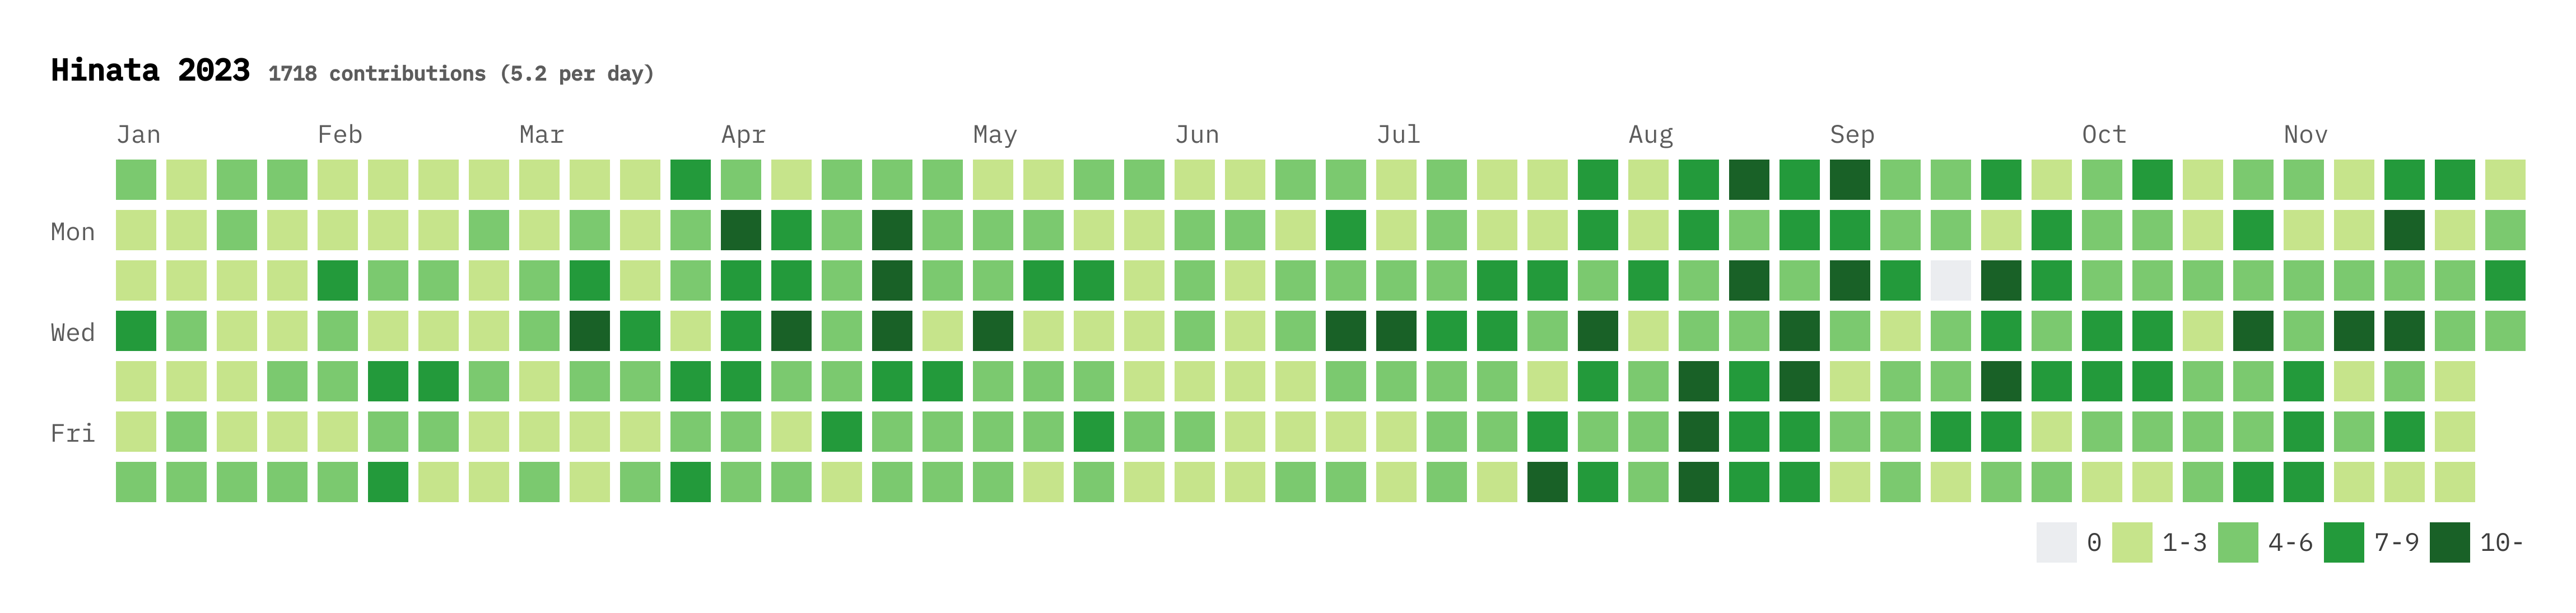 Hinata 2023 1718 contributions (5.2 per day)
Jan Feb Mar Apr May Jun Jul Aug Sep Oct Nov
Mon
Wed
Fri
0 1-3 4-6 7-9 10-